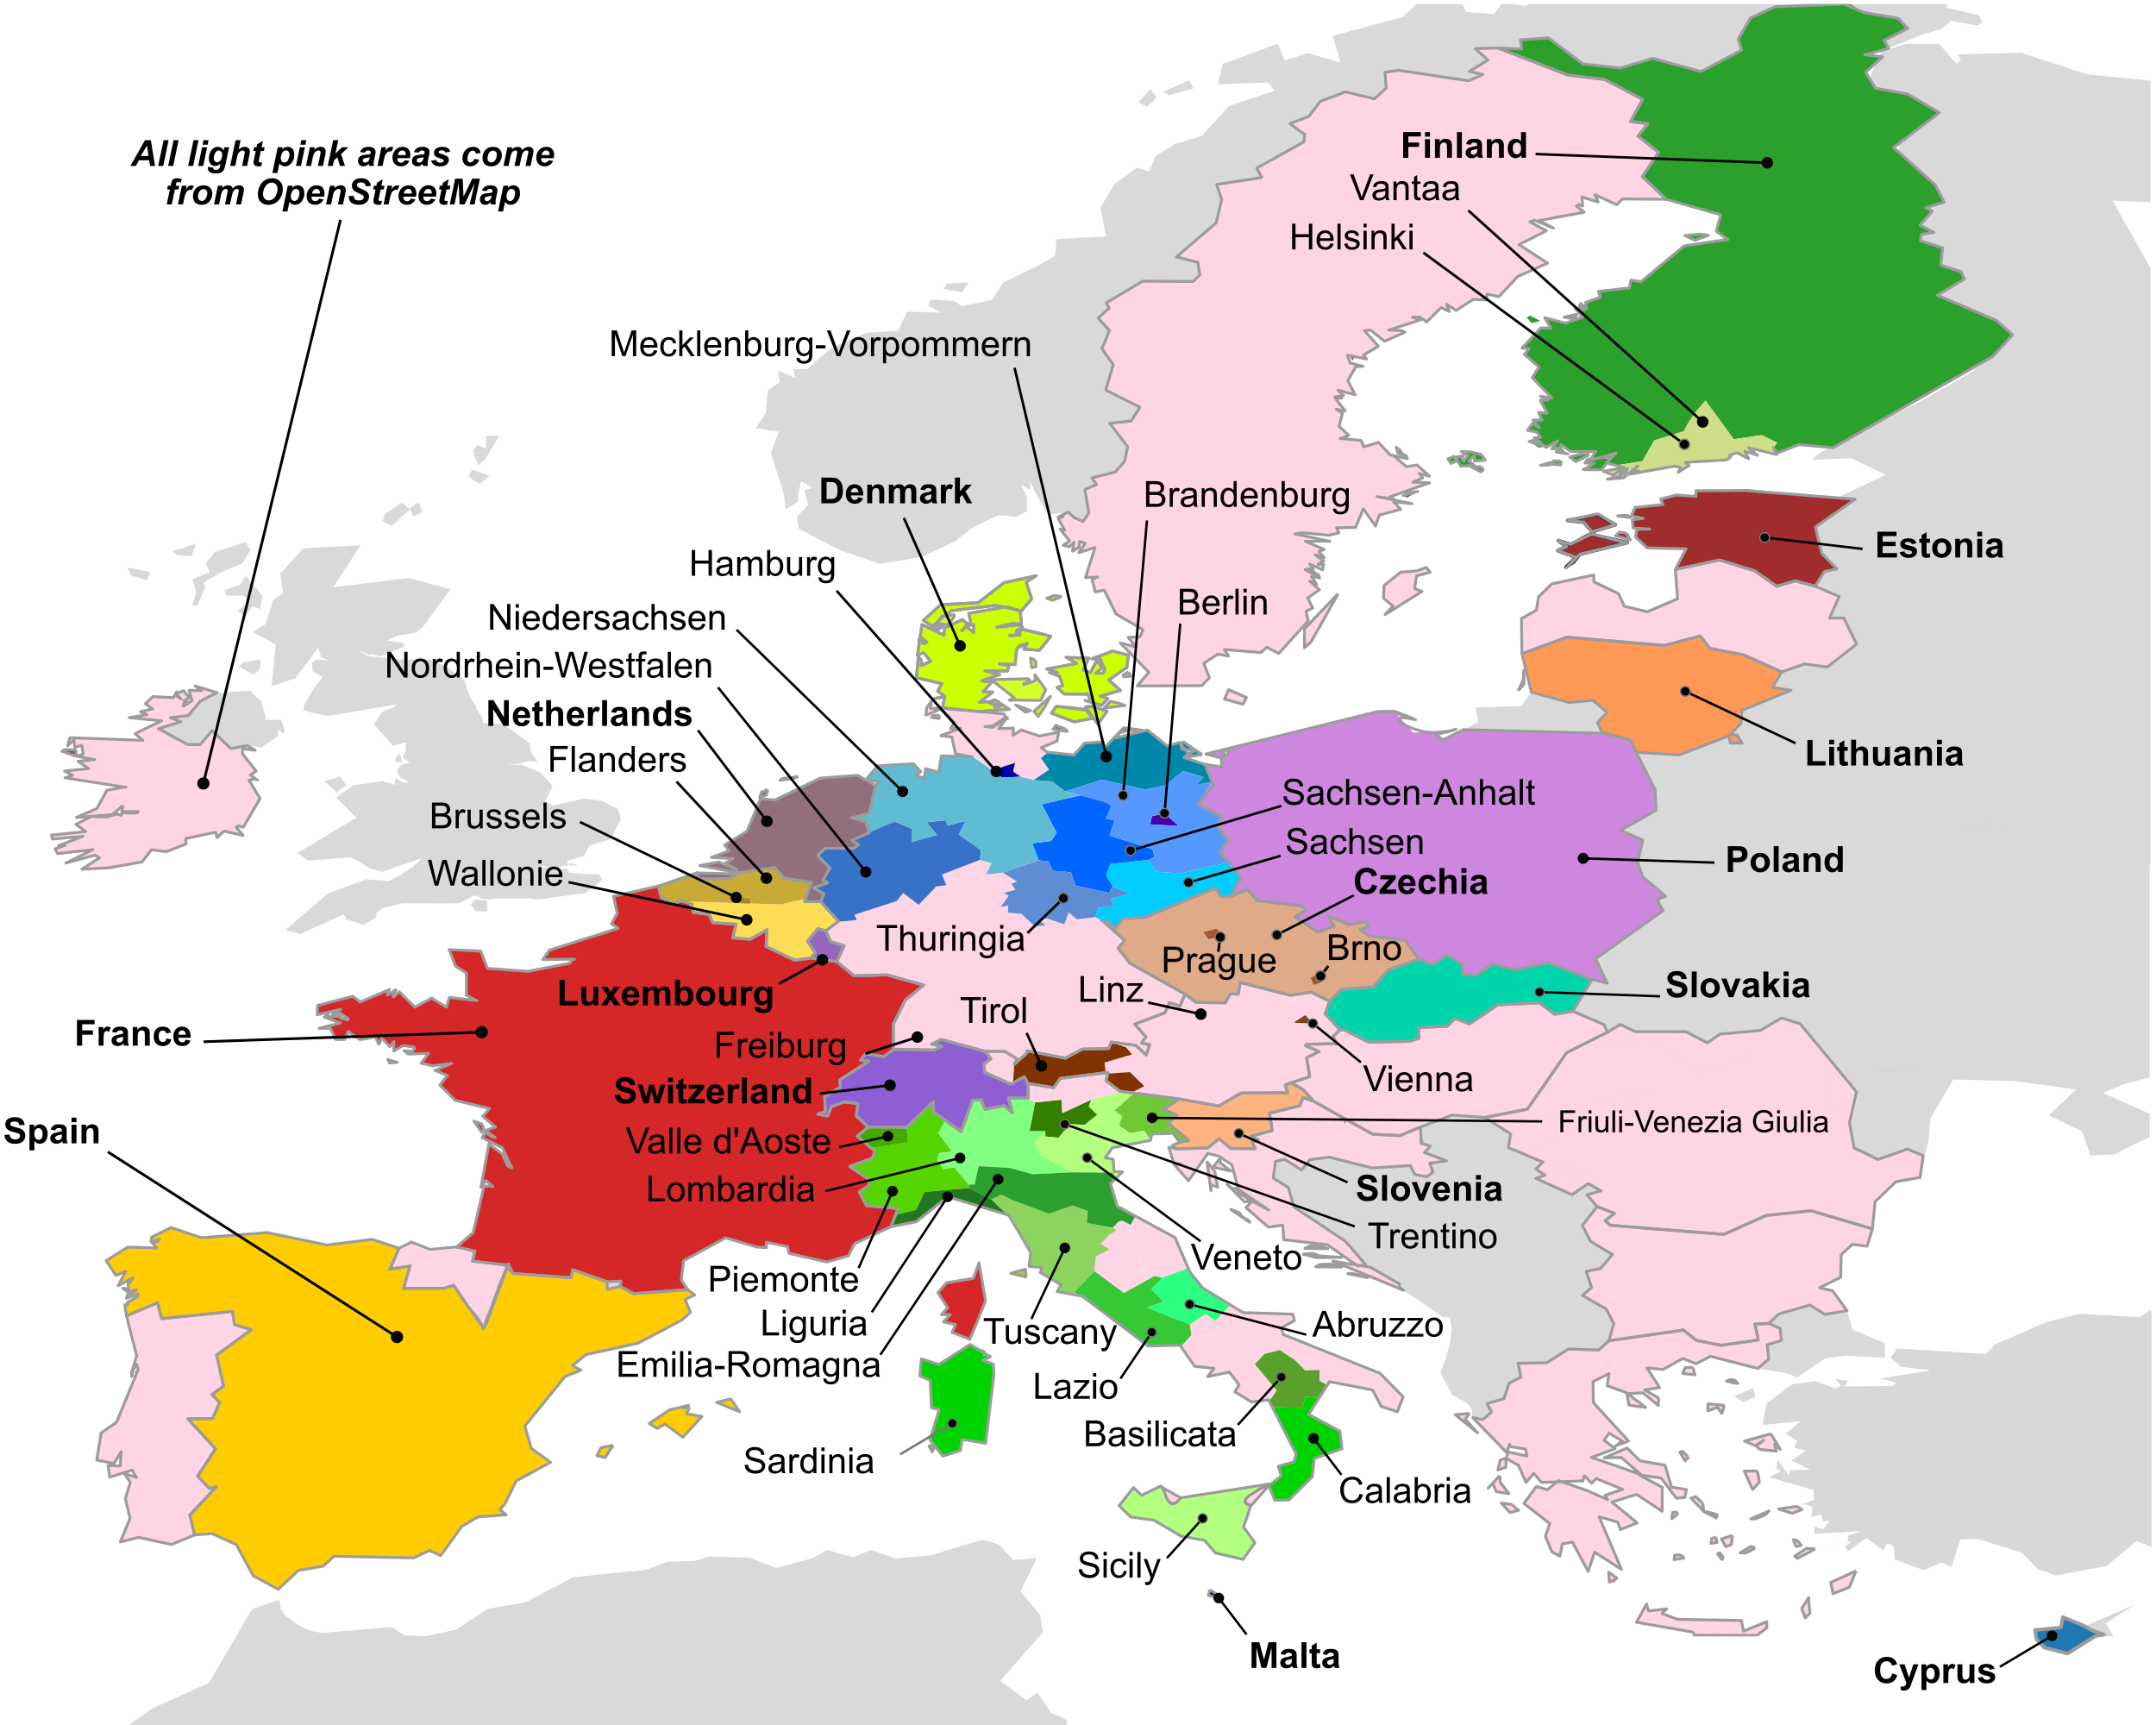 All light pink areas come
from OpenStreetMap
Finland
Vantaa
Helsinki
Mecklenburg-Vorpommern
Denmark
Brandenburg
Estonia
Hamburg
Berlin
Niedersachsen
Nordrhein-Westfalen
Netherlands
Lithuania
Flanders
Sachsen-Anhalt
Brussels
Sachsen
Poland
Wallonie
Czechia
Thuringia
Prague
Brno
Luxembourg
Linz
Slovakia
Tirol
France
Freiburg
Switzerland
Vienna
Spain
Friuli-Venezia Giulia
Valle d'Aoste
Lombardia
Slovenia
Trentino
Veneto
Piemonte
Liguria
Tuscany
Abruzzo
Emilia-Romagna
Lazio
Basilicata
Sardinia
Calabria
Sicily
Malta
Cyprus